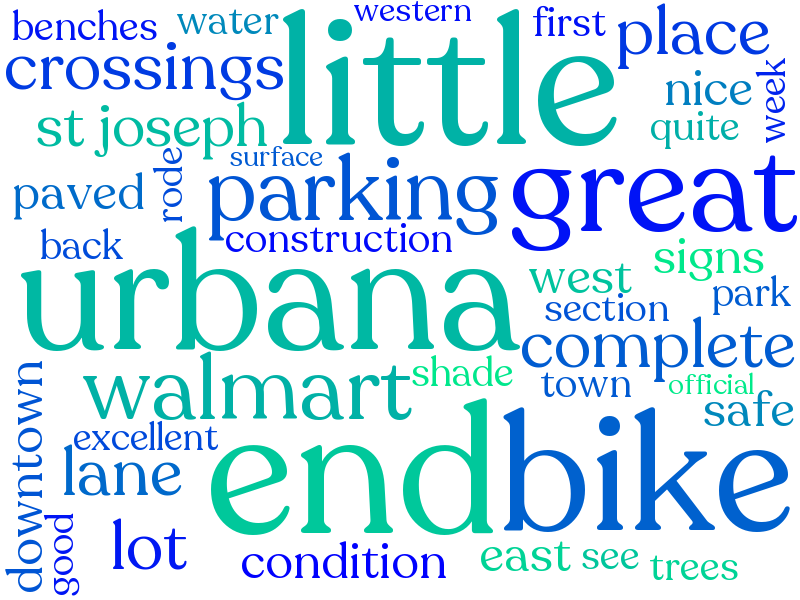 benches
water
western
first
place
crossings
little
nice
week
st joseph
quite
surface
rode
paved
parking
great
back
construction
urbana
west
signs
section
park
complete
walmart
shade
town
official
safe
downtown
excellent
lane
end
bike
good
lot
condition
east
see
trees